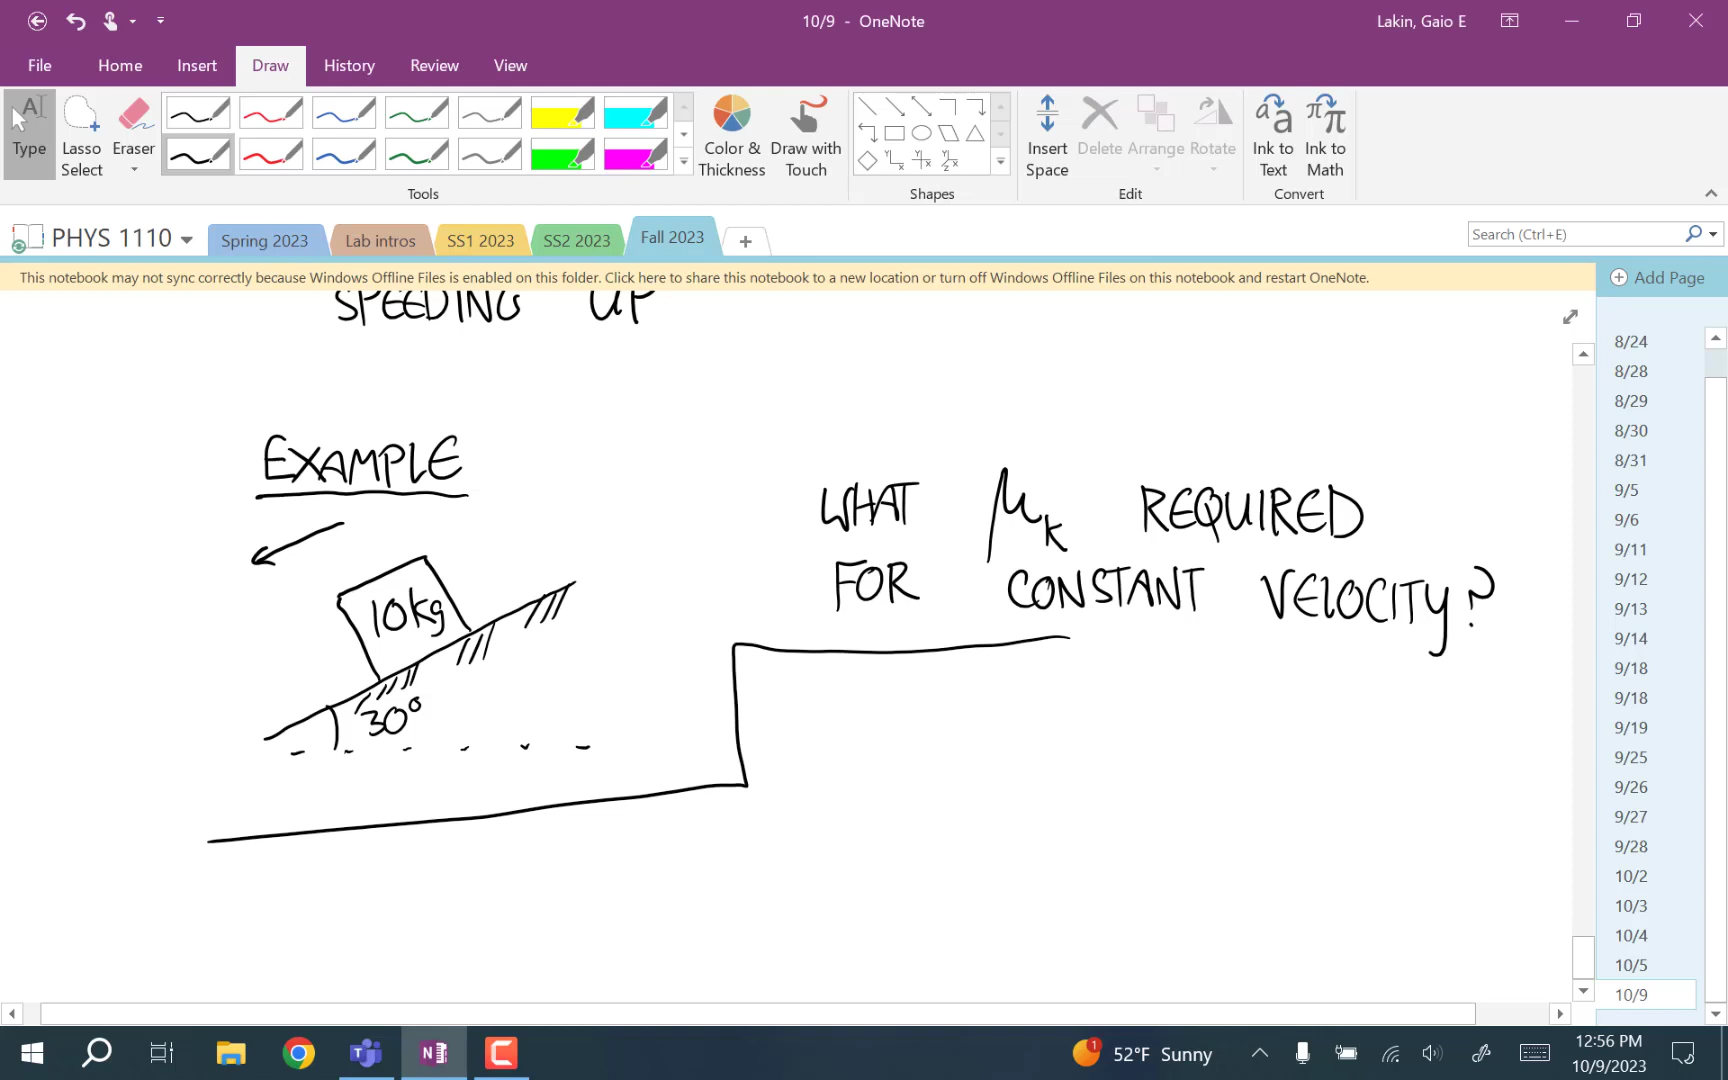 10/9 - OneNote
Lakin, Gaio E
File Home Insert Draw History Review View
Type
Lasso Select
Eraser
Color & Thickness
Draw with Touch
Insert Space
Delete
Arrange
Rotate
Ink to Text
Ink to Math
Tools
Shapes
Edit
Convert
PHYS 1110
Spring 2023
Lab intros
SS1 2023
SS2 2023
Fall 2023
Search (Ctrl+E)
This notebook may not sync correctly because Windows Offline Files is enabled on this folder. Click here to share this notebook to a new location or turn off Windows Offline Files on this notebook and restart OneNote.
Add Page
SPEEDING UP
EXAMPLE
10kg
30°
WHAT μk REQUIRED
FOR CONSTANT VELOCITY?
8/24
8/28
8/29
8/30
8/31
9/5
9/6
9/11
9/12
9/13
9/14
9/18
9/18
9/19
9/25
9/26
9/27
9/28
10/2
10/3
10/4
10/5
10/9
52°F Sunny
12:56 PM
10/9/2023